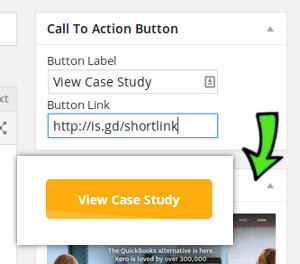 Call To Action Button
Button Label
View Case Study
xt
Button Link
http://is.gd/shortlink
View Case Study
The QuickBooks alternative is here.
Xero is loved by over 300,000